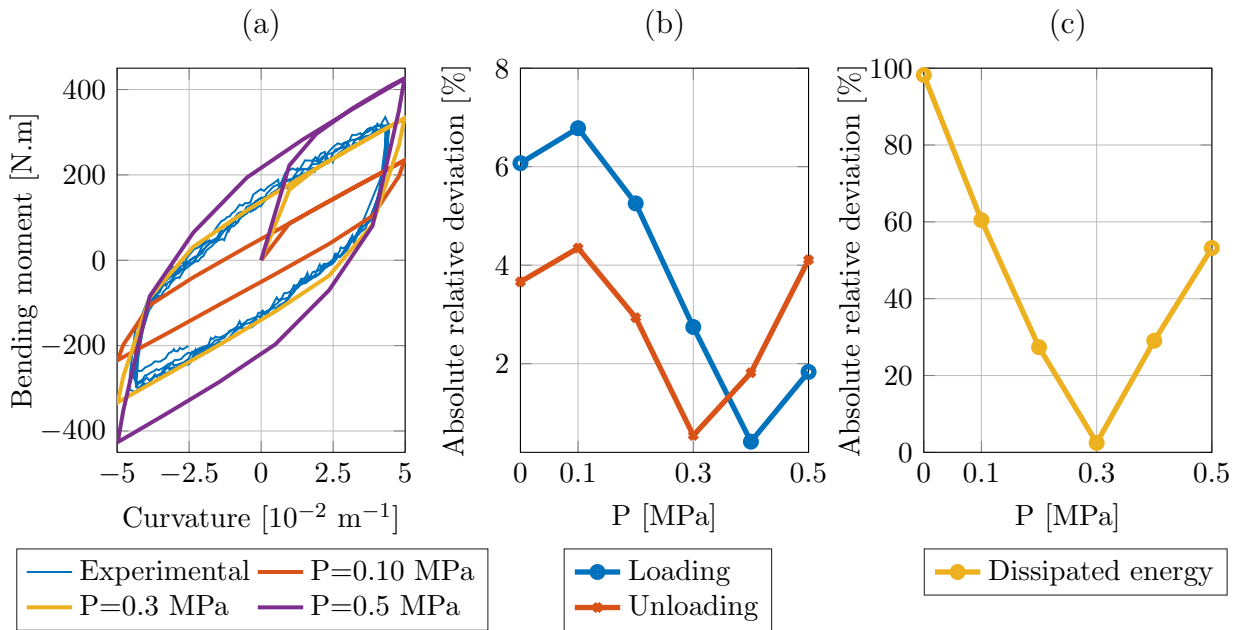 (a)
(b)
(c)
Bending moment [N.m]
400
200
0
−200
−400
−5
−2.5
0
2.5
5
Curvature [10⁻² m⁻¹]
Experimental
P=0.10 MPa
P=0.3 MPa
P=0.5 MPa
Absolute relative deviation [%]
8
6
4
2
0
0.1
0.3
0.5
P [MPa]
Loading
Unloading
Absolute relative deviation [%]
100
80
60
40
20
0
0
0.1
0.3
0.5
P [MPa]
Dissipated energy